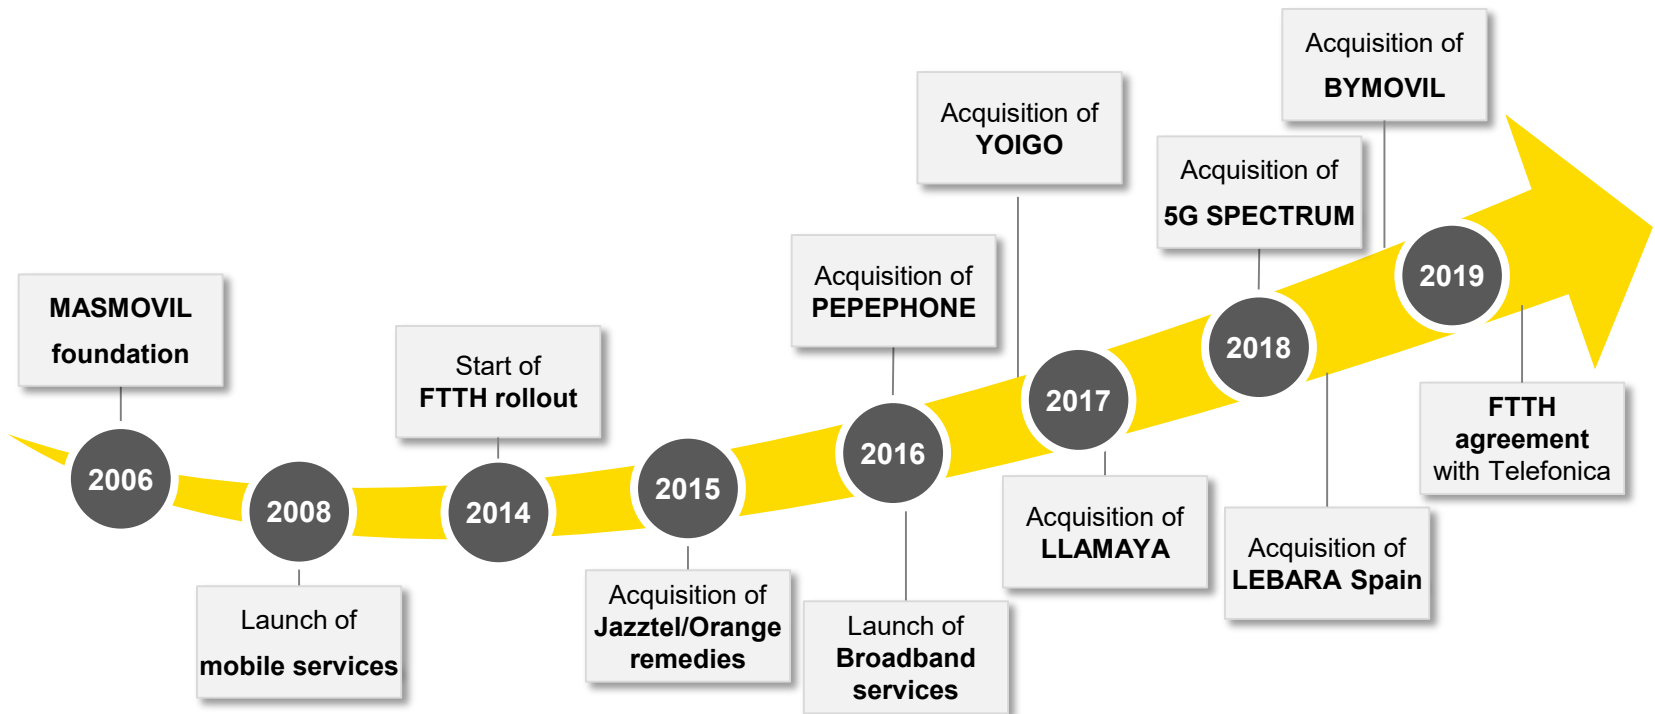 Acquisition of
BYMOVIL
Acquisition of
YOIGO
Acquisition of
5G SPECTRUM
Acquisition of
PEPEPHONE
MASMOVIL
foundation
Start of
FTTH rollout
2006
2008
2014
2015
2016
2017
2018
2019
FTTH
agreement
with Telefonica
Acquisition of
LLAMAYA
Acquisition of
LEBARA Spain
Launch of
mobile services
Acquisition of
Jazztel/Orange
remedies
Launch of
Broadband
services